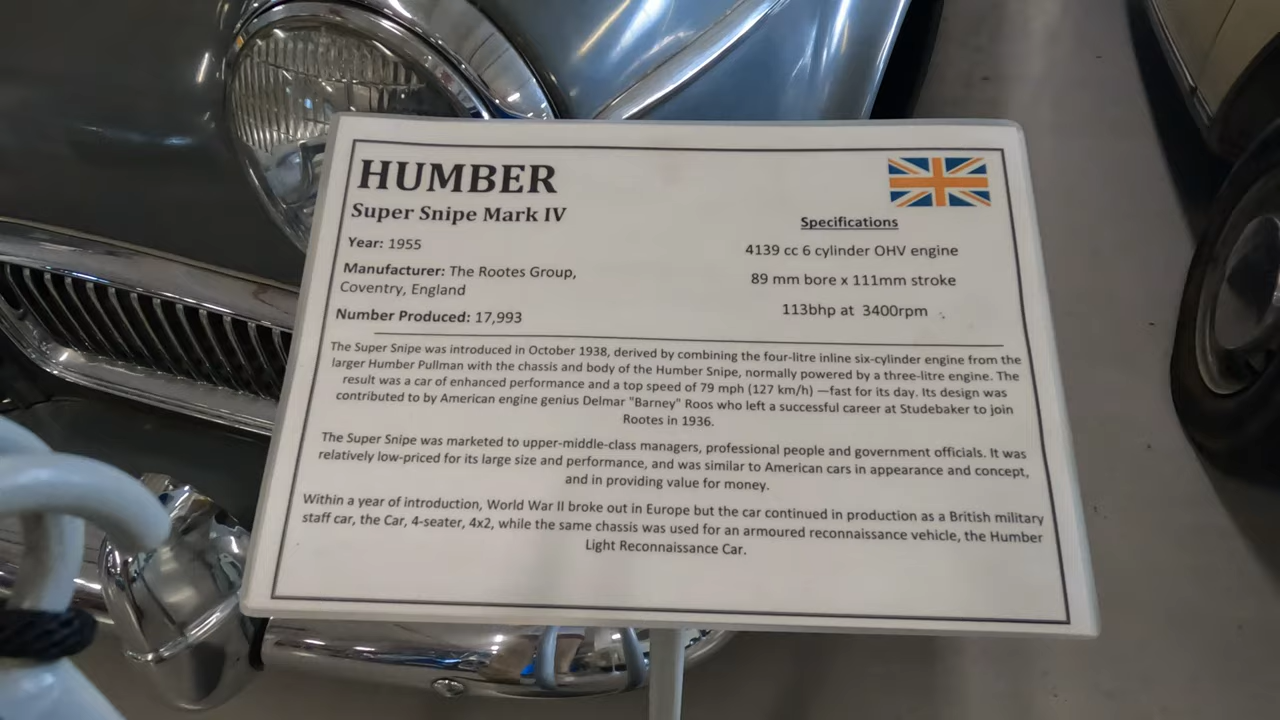 HUMBER
Super Snipe Mark IV
Year: 1955
Manufacturer: The Rootes Group,
Coventry, England
Number Produced: 17,993
Specifications
4139 cc 6 cylinder OHV engine
89 mm bore x 111mm stroke
113bhp at 3400rpm
The Super Snipe was introduced in October 1938, derived by combining the four-litre inline six-cylinder engine from the
larger Humber Pullman with the chassis and body of the Humber Snipe, normally powered by a three-litre engine. The
result was a car of enhanced performance and a top speed of 79 mph (127 km/h) —fast for its day. Its design was
contributed to by American engine genius Delmar "Barney" Roos who left a successful career at Studebaker to join
Rootes in 1936.
The Super Snipe was marketed to upper-middle-class managers, professional people and government officials. It was
relatively low-priced for its large size and performance, and was similar to American cars in appearance and concept,
and in providing value for money.
Within a year of introduction, World War II broke out in Europe but the car continued in production as a British military
staff car, the Car, 4-seater, 4x2, while the same chassis was used for an armoured reconnaissance vehicle, the Humber
Light Reconnaissance Car.